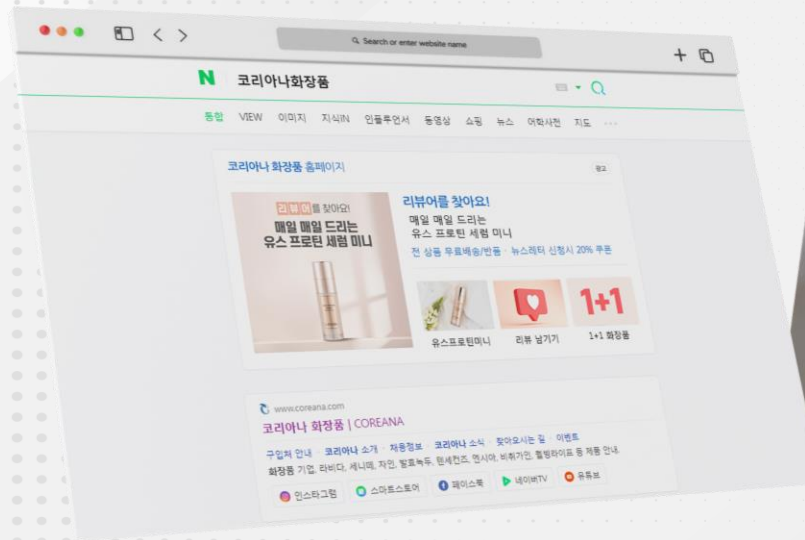 Search or enter website name
N 코리아나화장품
통합 VIEW 이미지 지식iN 인플루언서 동영상 쇼핑 뉴스 어학사전 지도 ···
코리아나 화장품 홈페이지
광고
리뷰어를 찾아요!
매일 매일 드리는
유스 프로틴 세럼 미니
리뷰어를 찾아요!
매일 매일 드리는
유스 프로틴 세럼 미니
전 상품 무료배송/반품 · 뉴스레터 신청시 20% 쿠폰
1+1
유스프로틴미니 리뷰 남기기 1+1 화장품
www.coreana.com
코리아나 화장품 | COREANA
구입처 안내 · 코리아나 소개 · 채용정보 · 코리아나 소식 · 찾아오시는 길 · 이벤트
화장품 기업, 라비다, 세니떼, 자인, 발효녹두, 텐세컨즈, 엔시아, 비취가인, 웰빙라이프 등 제품 안내.
인스타그램 스마트스토어 페이스북 네이버TV 유튜브